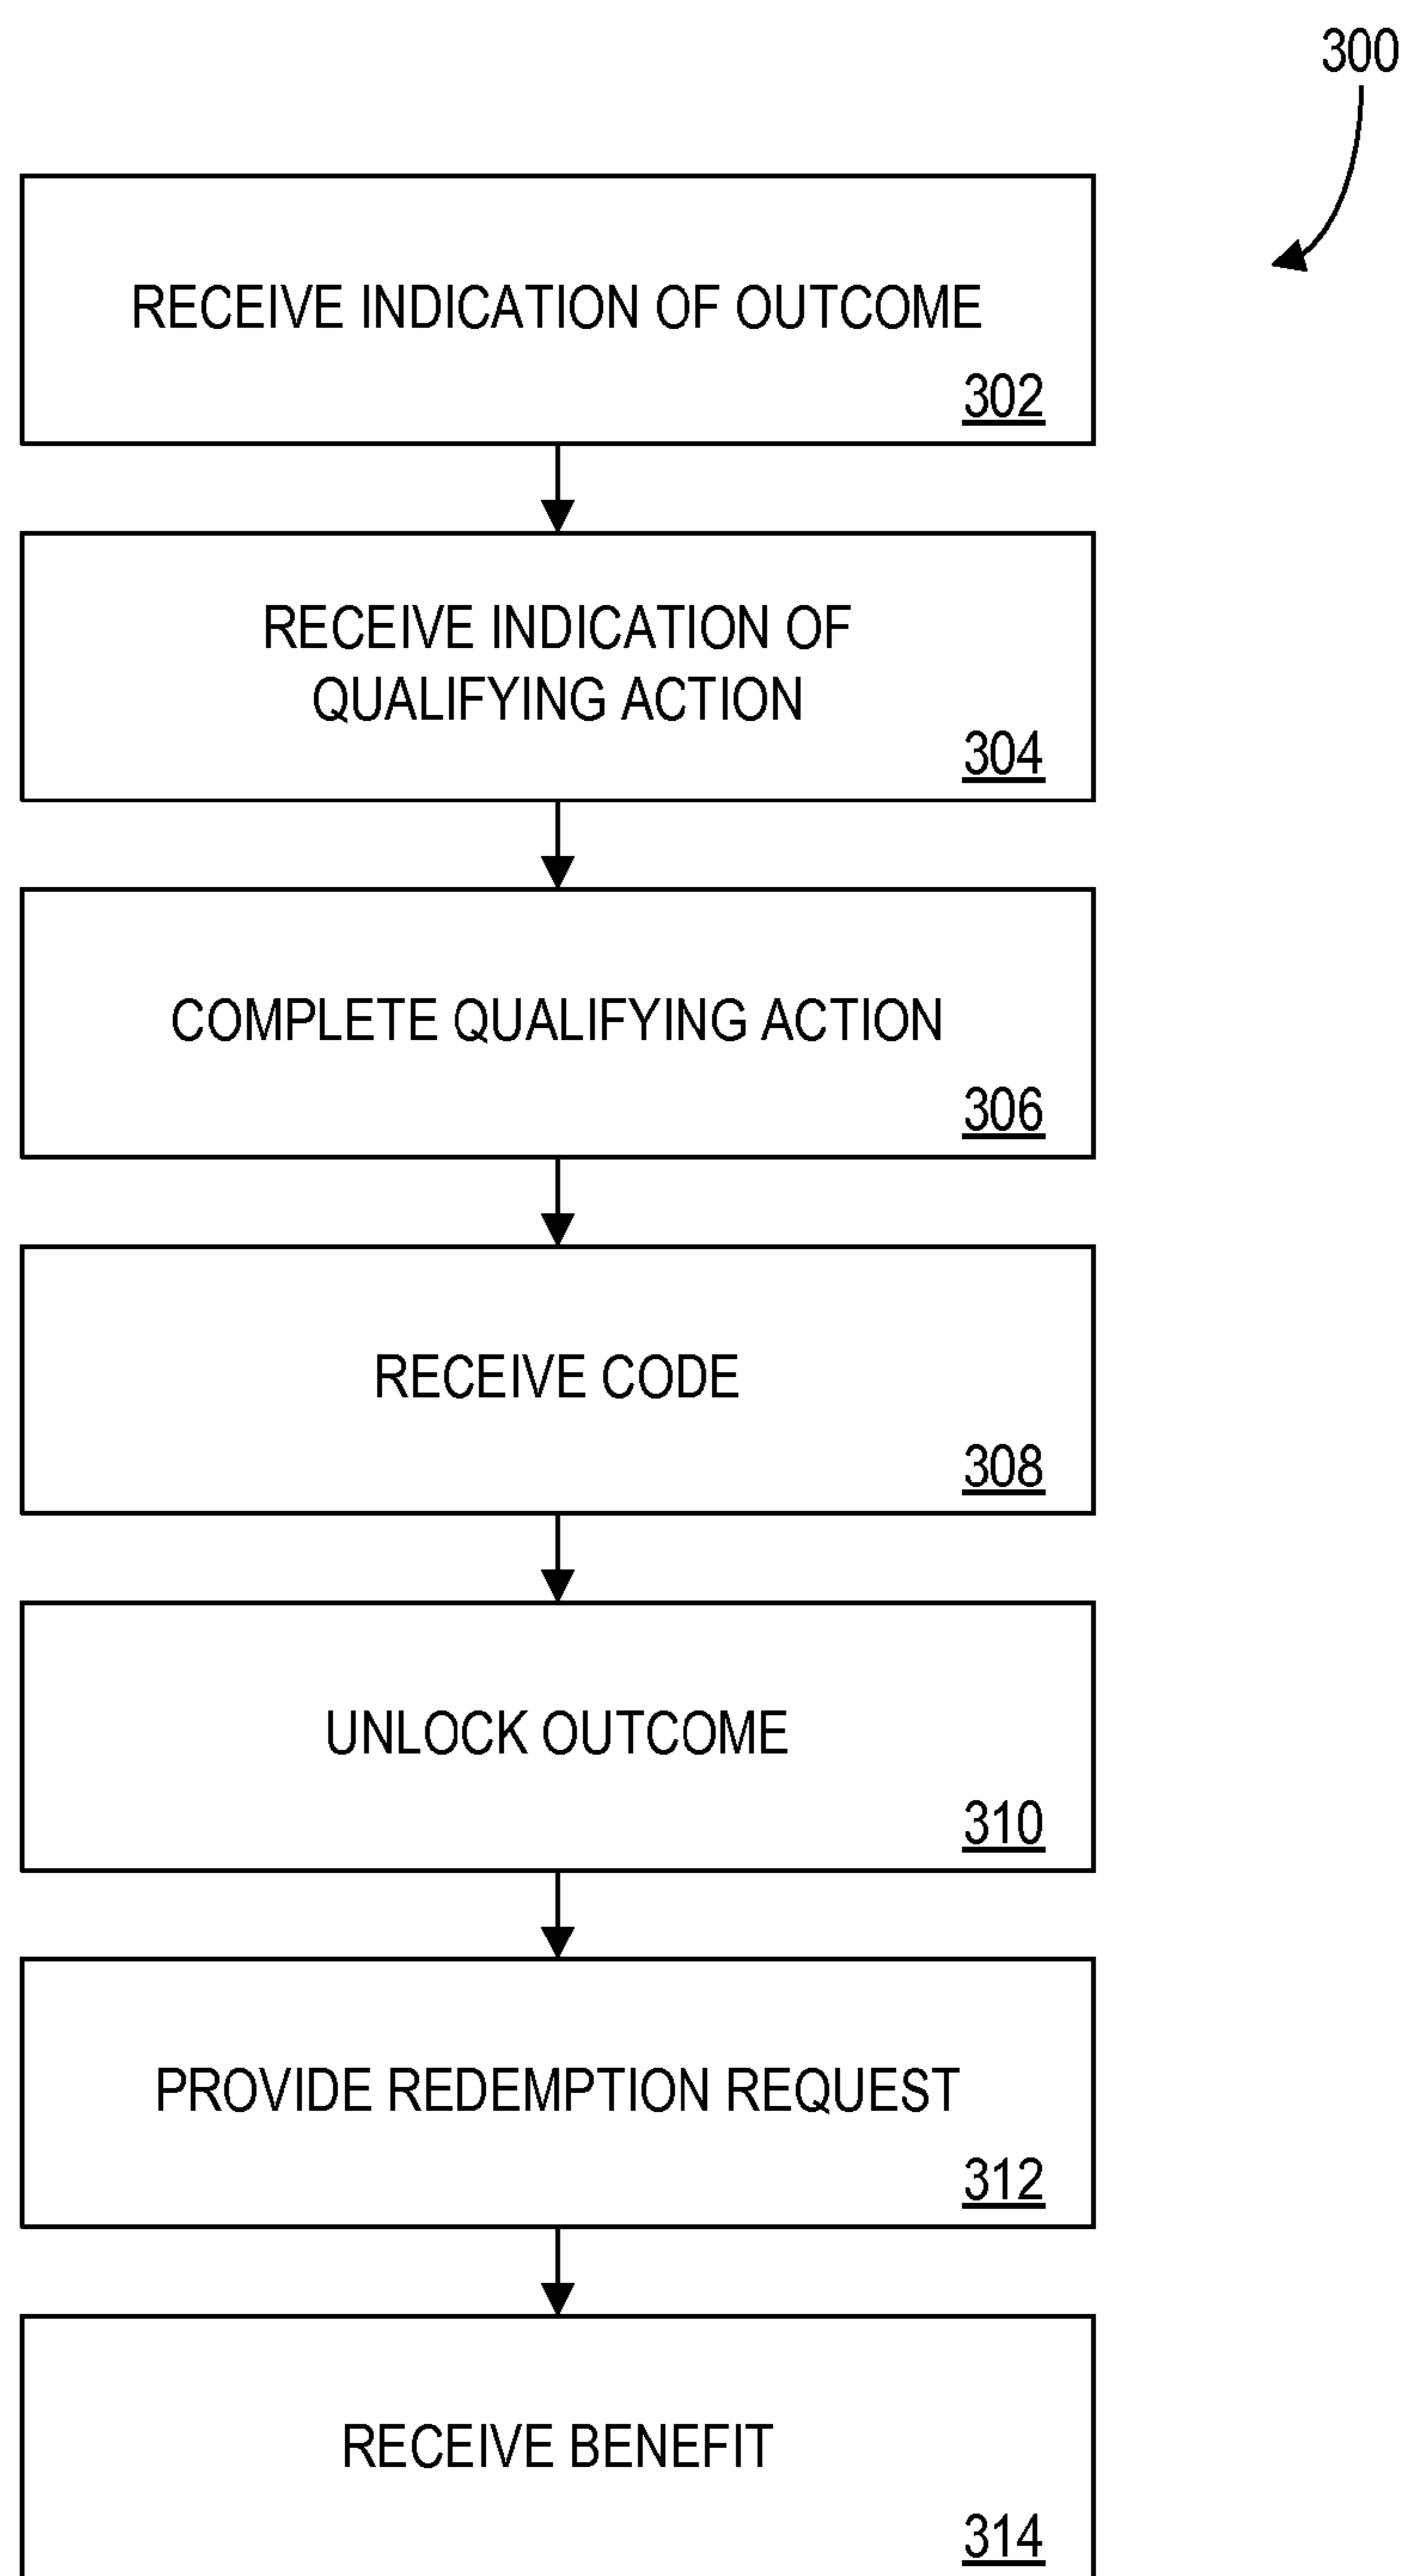 300
RECEIVE INDICATION OF OUTCOME
302
RECEIVE INDICATION OF
QUALIFYING ACTION
304
COMPLETE QUALIFYING ACTION
306
RECEIVE CODE
308
UNLOCK OUTCOME
310
PROVIDE REDEMPTION REQUEST
312
RECEIVE BENEFIT
314